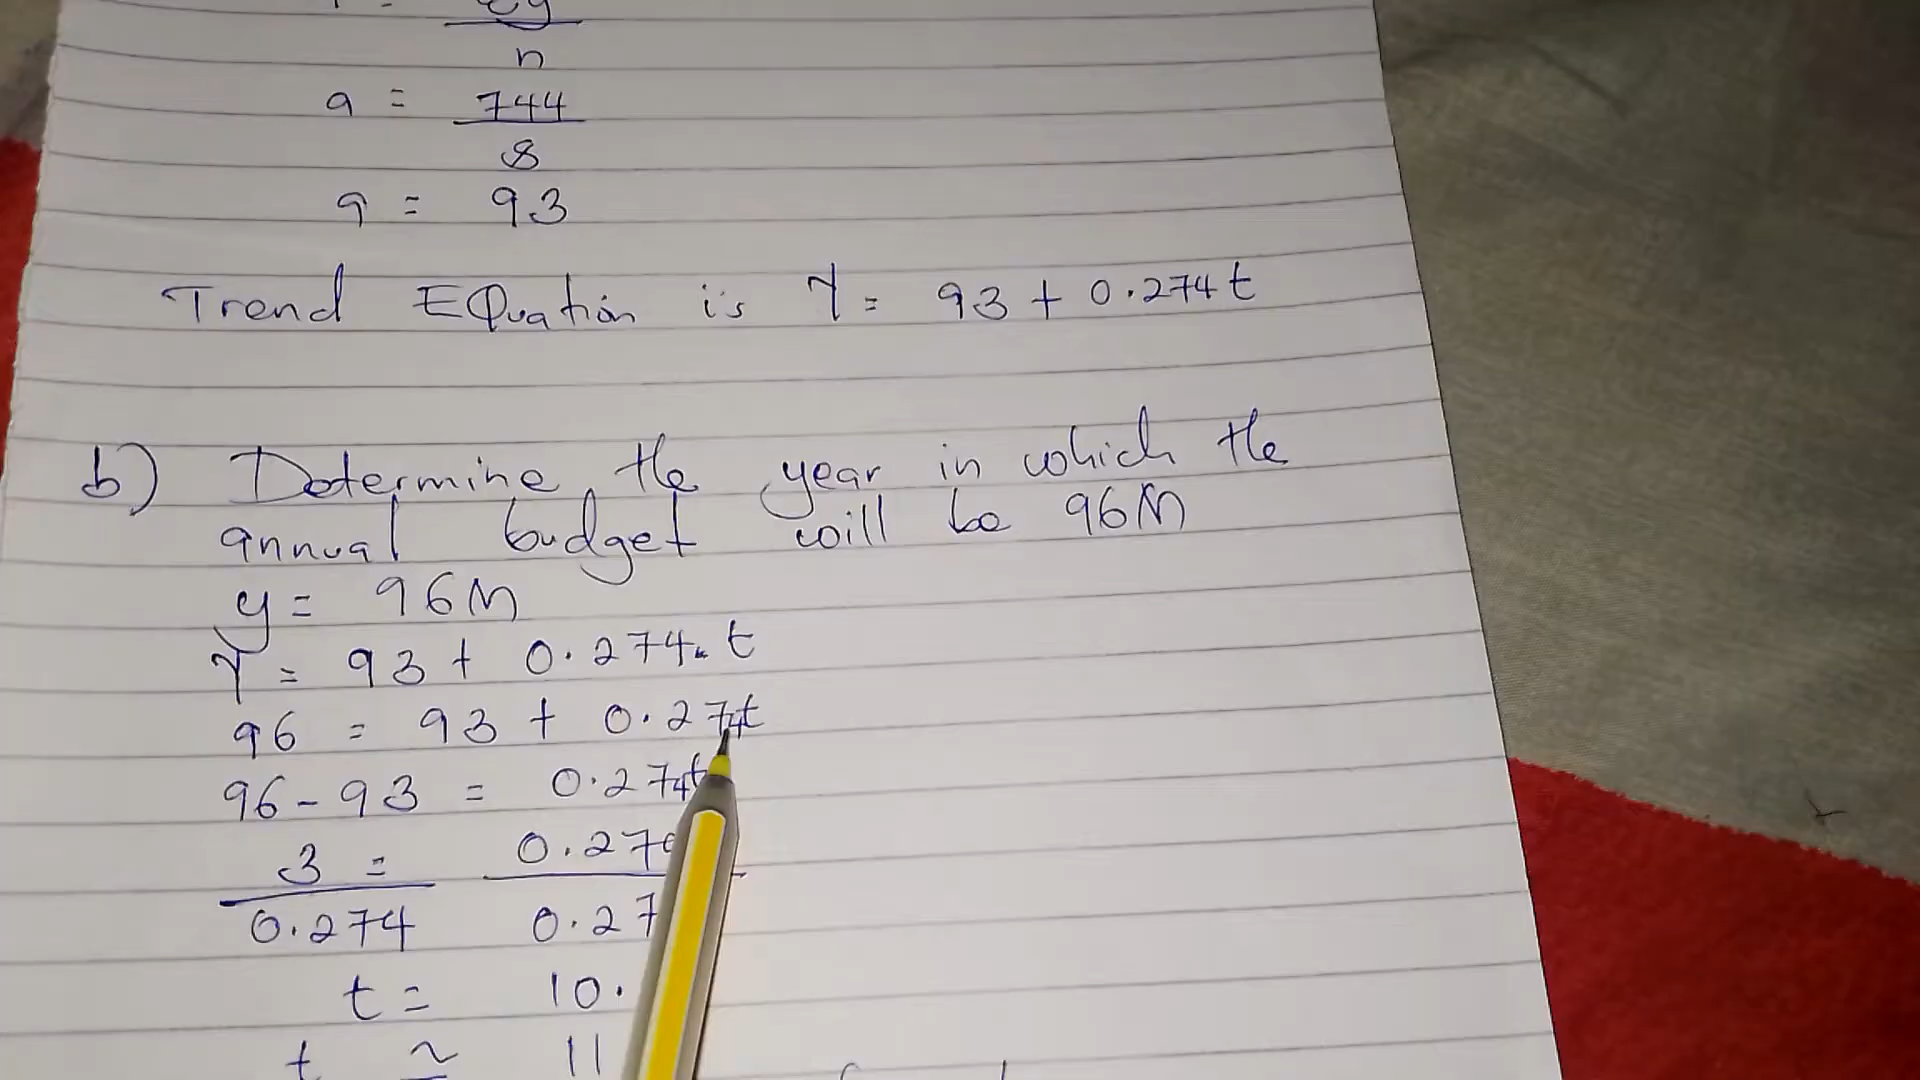 n
a = 744
8
a = 93
Trend EQuation is Y = 93 + 0.274t
b) Determine the year in which the
annual budget will be 96M
y = 96M
Y = 93 + 0.274. t
96 = 93 + 0.274t
96 - 93 = 0.274t
3 = 0.27
0.274 0.27
t = 10.
t ≃ 11